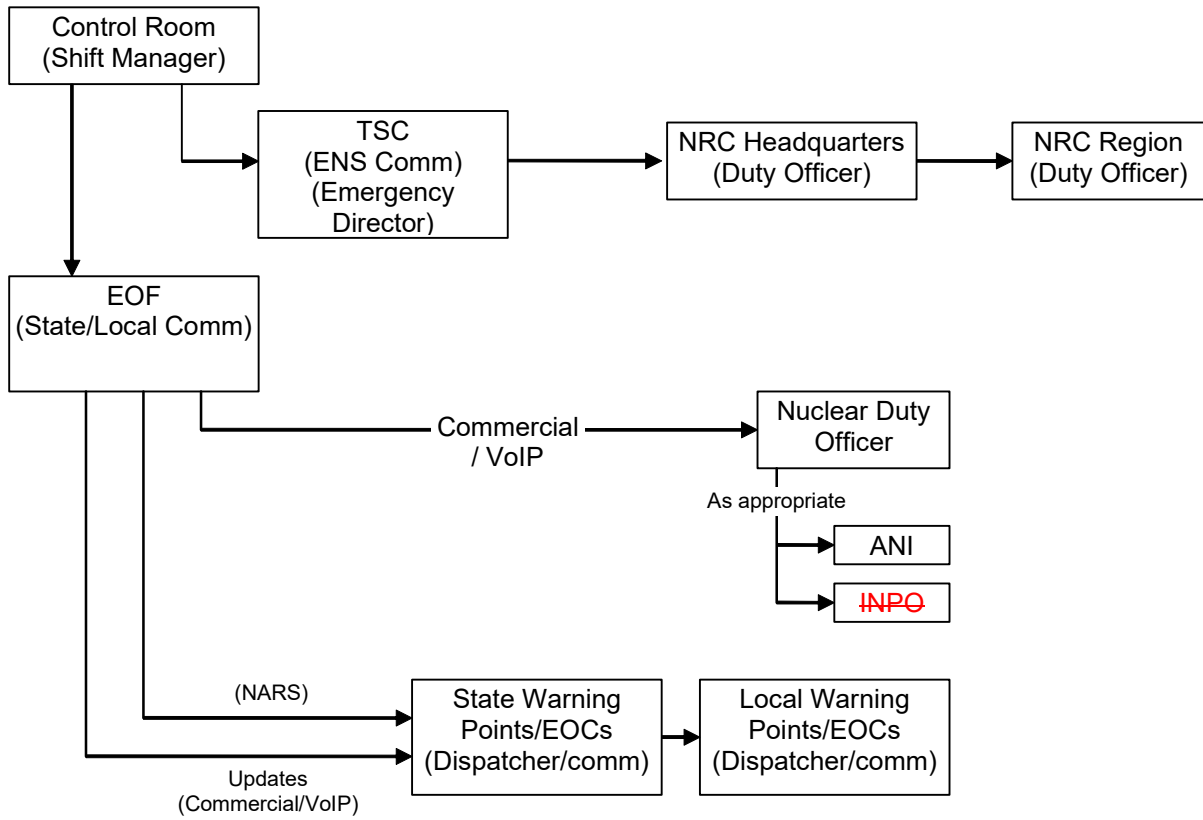 Control Room
(Shift Manager)
TSC
(ENS Comm)
(Emergency
Director)
NRC Headquarters
(Duty Officer)
NRC Region
(Duty Officer)
EOF
(State/Local Comm)
Commercial
/ VoIP
Nuclear Duty
Officer
As appropriate
ANI
INPO
(NARS)
State Warning
Points/EOCs
(Dispatcher/comm)
Local Warning
Points/EOCs
(Dispatcher/comm)
Updates
(Commercial/VoIP)